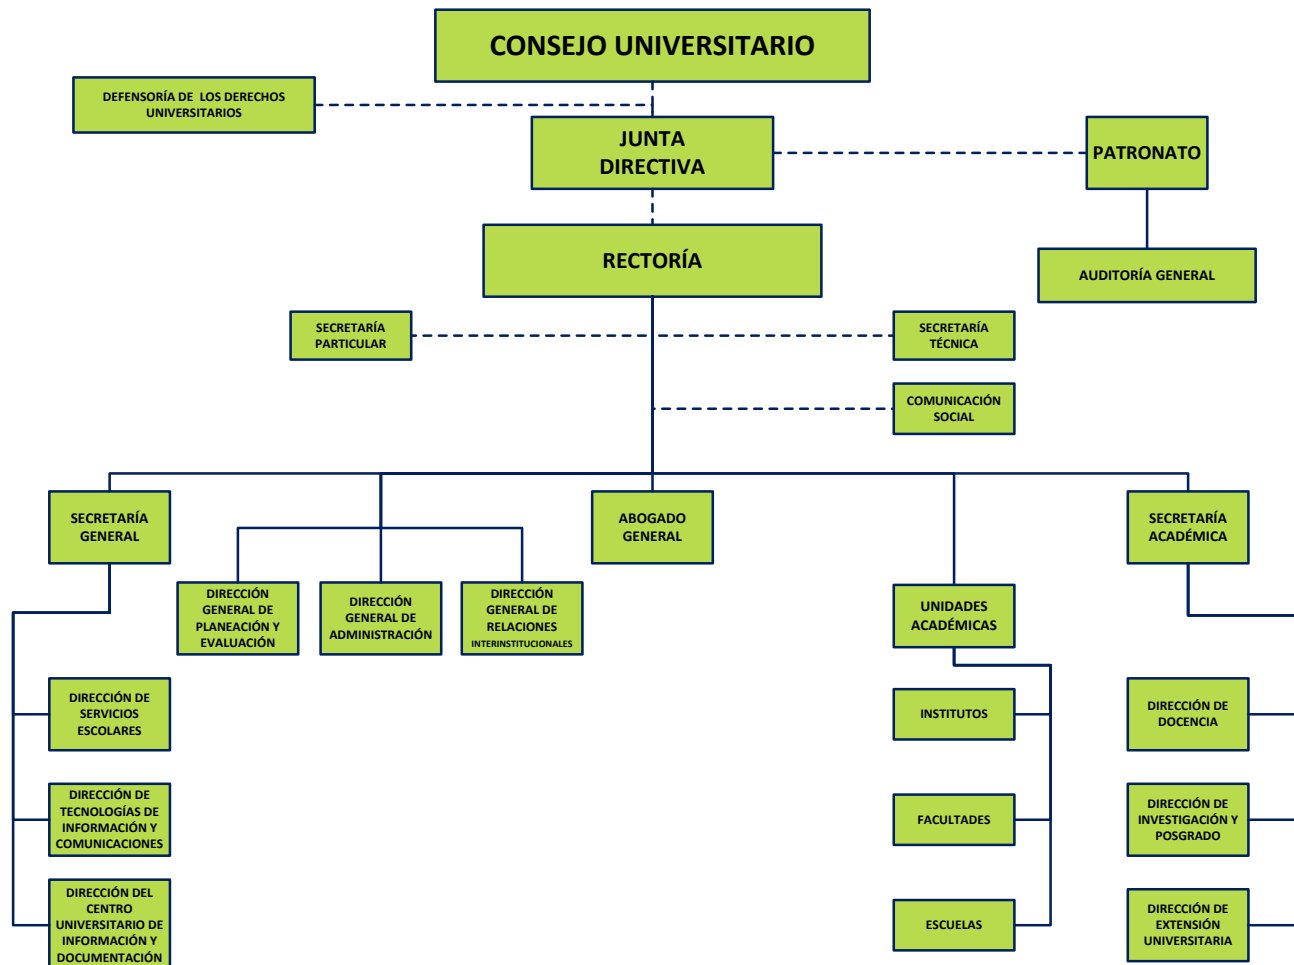 CONSEJO UNIVERSITARIO
DEFENSORÍA DE LOS DERECHOS
UNIVERSITARIOS
JUNTA
DIRECTIVA
PATRONATO
RECTORÍA
AUDITORÍA GENERAL
SECRETARÍA
PARTICULAR
SECRETARÍA
TÉCNICA
COMUNICACIÓN
SOCIAL
SECRETARÍA
GENERAL
ABOGADO
GENERAL
SECRETARÍA
ACADÉMICA
DIRECCIÓN
GENERAL DE
PLANEACIÓN Y
EVALUACIÓN
DIRECCIÓN
GENERAL DE
ADMINISTRACIÓN
DIRECCIÓN
GENERAL DE
RELACIONES
INTERINSTITUCIONALES
UNIDADES
ACADÉMICAS
DIRECCIÓN DE
SERVICIOS
ESCOLARES
INSTITUTOS
DIRECCIÓN DE
DOCENCIA
DIRECCIÓN DE
TECNOLOGÍAS DE
INFORMACIÓN Y
COMUNICACIONES
FACULTADES
DIRECCIÓN DE
INVESTIGACIÓN Y
POSGRADO
DIRECCIÓN DEL
CENTRO
UNIVERSITARIO DE
INFORMACIÓN Y
DOCUMENTACIÓN
ESCUELAS
DIRECCIÓN DE
EXTENSIÓN
UNIVERSITARIA